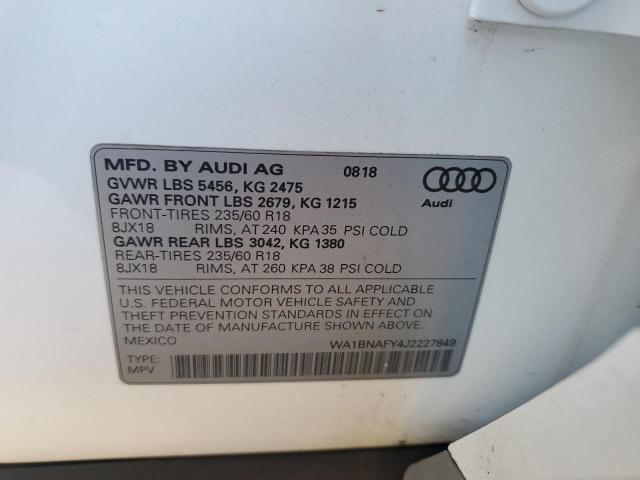 MFD. BY AUDI AG 0818
GVWR LBS 5456, KG 2475
GAWR FRONT LBS 2679, KG 1215
FRONT-TIRES 235/60 R18
8JX18 RIMS, AT 240 KPA 35 PSI COLD
GAWR REAR LBS 3042, KG 1380
REAR-TIRES 235/60 R18
8JX18 RIMS, AT 260 KPA 38 PSI COLD
Audi
THIS VEHICLE CONFORMS TO ALL APPLICABLE
U.S. FEDERAL MOTOR VEHICLE SAFETY AND
THEFT PREVENTION STANDARDS IN EFFECT ON
THE DATE OF MANUFACTURE SHOWN ABOVE.
MEXICO WA1BNAFY4J2227849
TYPE:
MPV